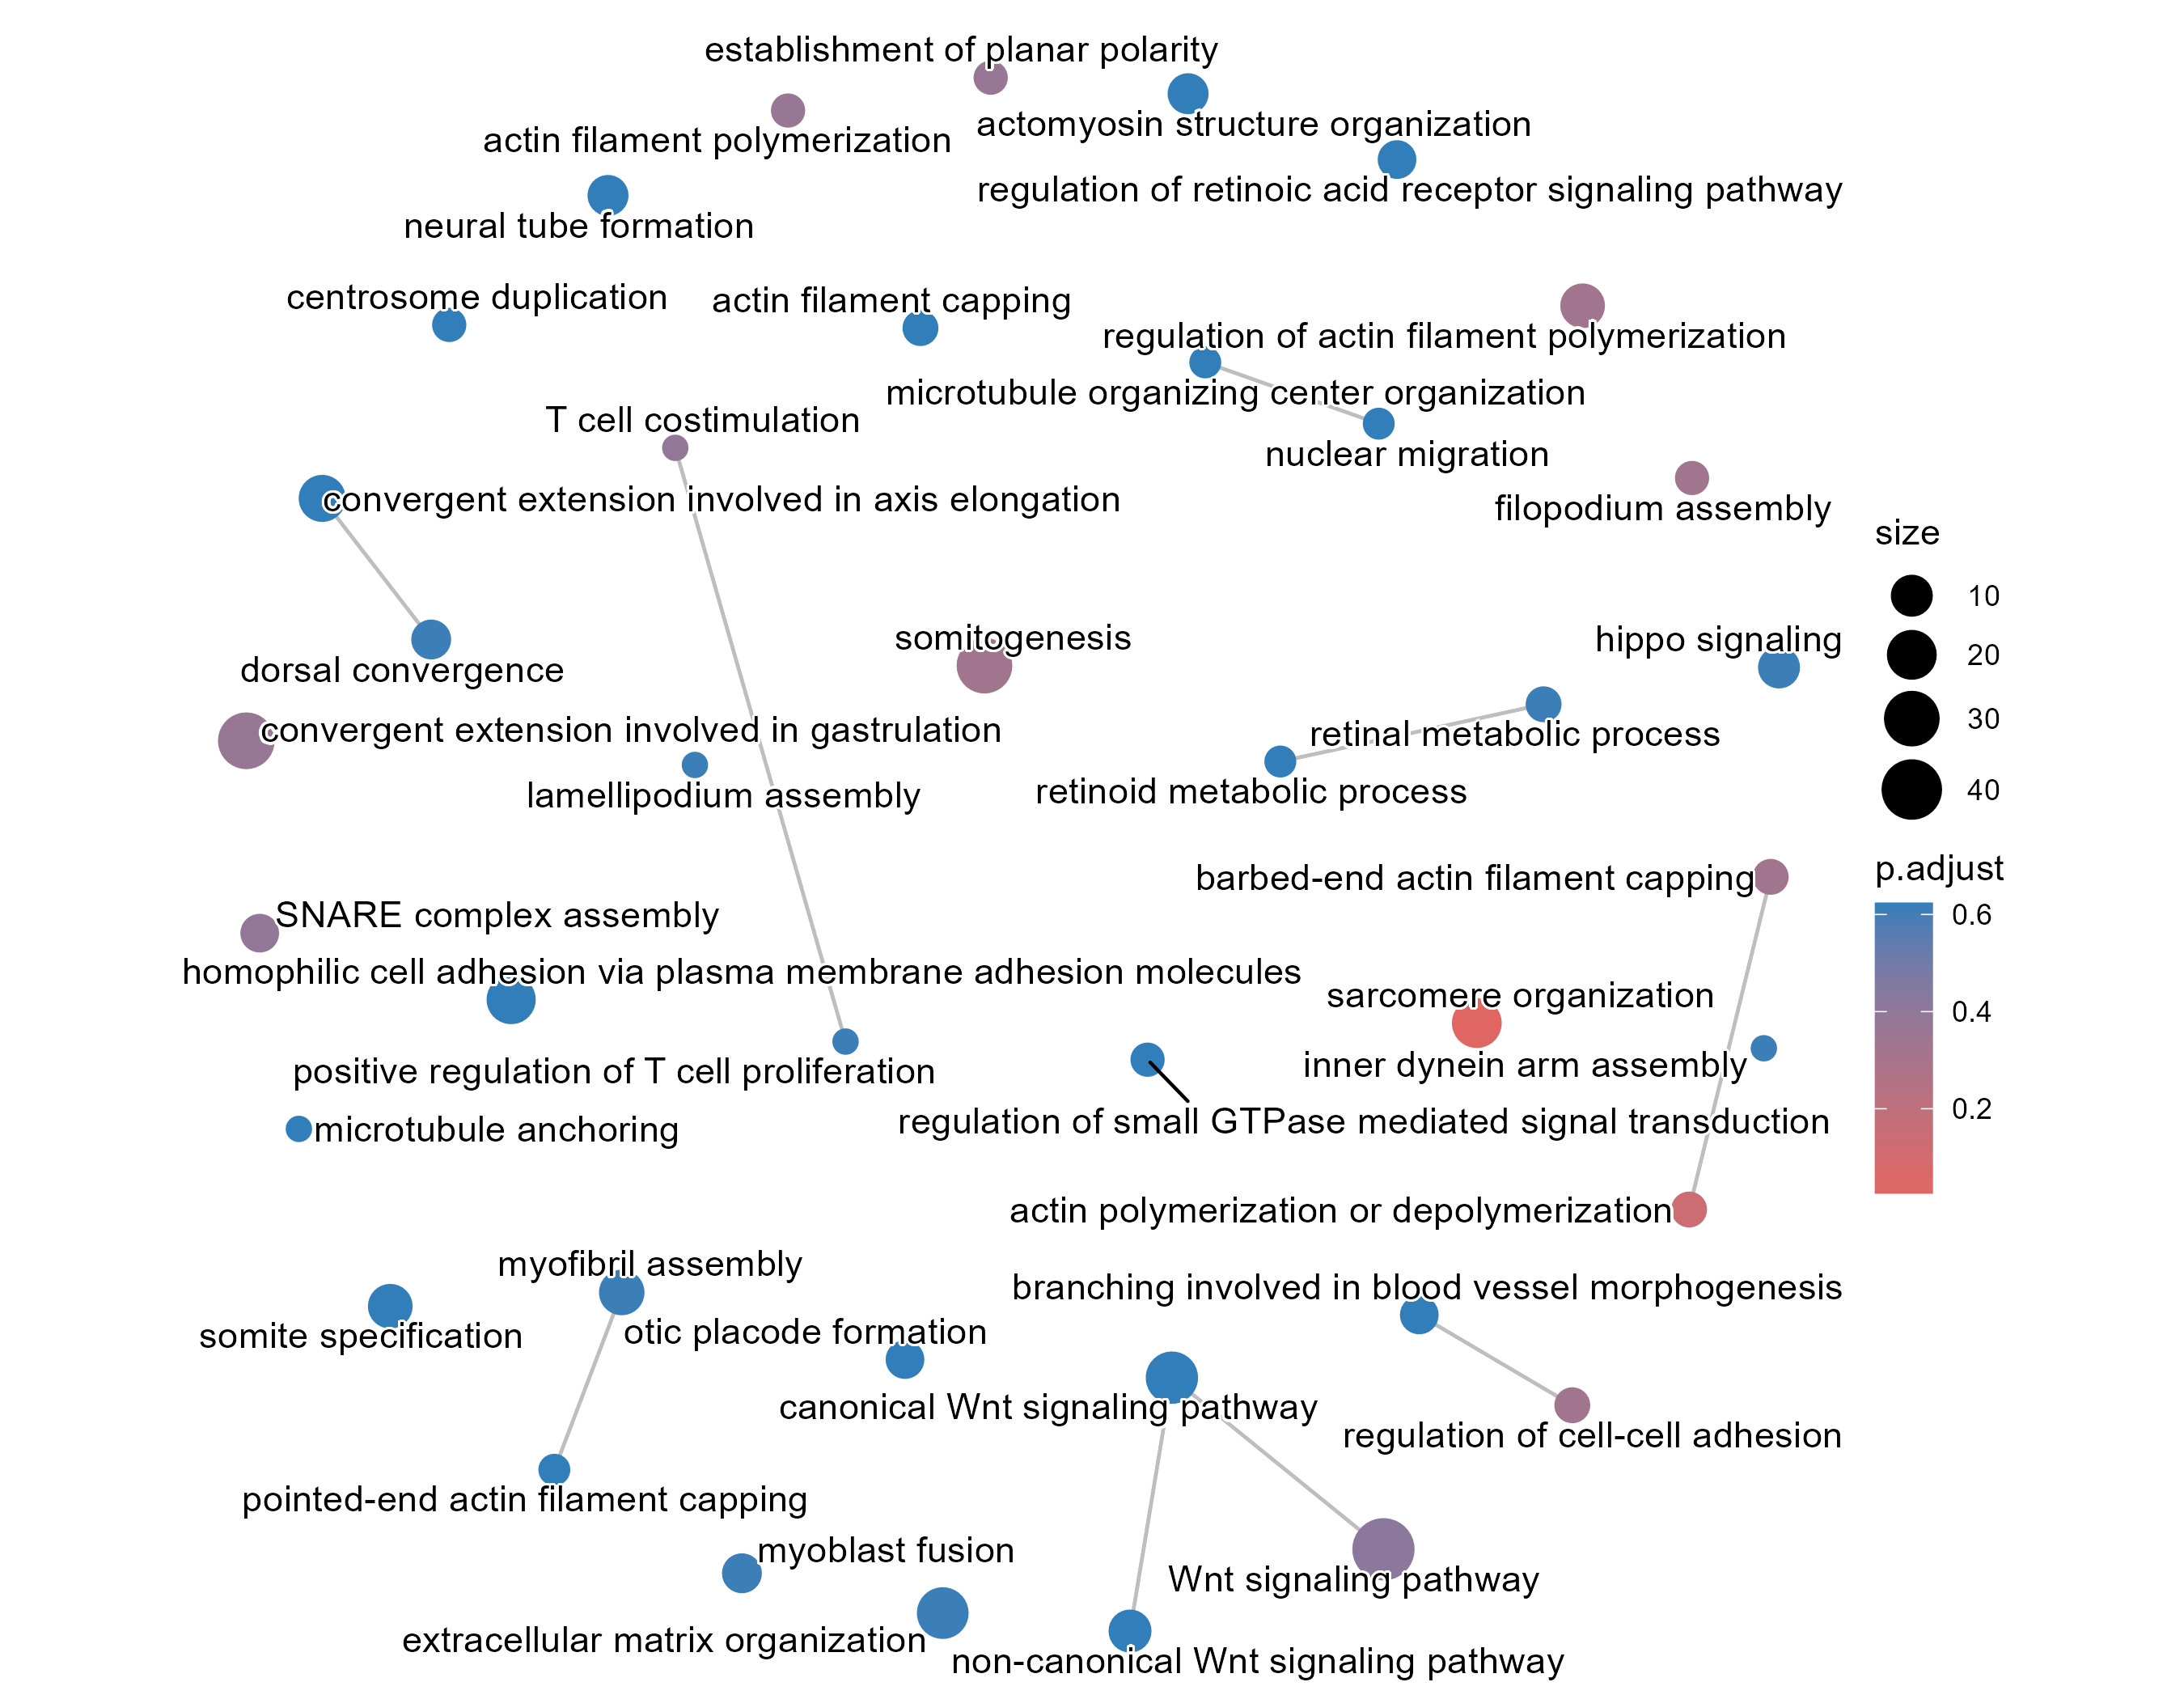 establishment of planar polarity
actomyosin structure organization
actin filament polymerization
regulation of retinoic acid receptor signaling pathway
neural tube formation
centrosome duplication
actin filament capping
regulation of actin filament polymerization
microtubule organizing center organization
T cell costimulation
nuclear migration
convergent extension involved in axis elongation
filopodium assembly
size
10
20
30
40
somitogenesis
hippo signaling
dorsal convergence
convergent extension involved in gastrulation
retinal metabolic process
retinoid metabolic process
lamellipodium assembly
p.adjust
0.6
0.4
0.2
barbed-end actin filament capping
SNARE complex assembly
homophilic cell adhesion via plasma membrane adhesion molecules
sarcomere organization
inner dynein arm assembly
positive regulation of T cell proliferation
regulation of small GTPase mediated signal transduction
microtubule anchoring
actin polymerization or depolymerization
myofibril assembly
branching involved in blood vessel morphogenesis
somite specification
otic placode formation
canonical Wnt signaling pathway
regulation of cell-cell adhesion
pointed-end actin filament capping
myoblast fusion
Wnt signaling pathway
extracellular matrix organization
non-canonical Wnt signaling pathway